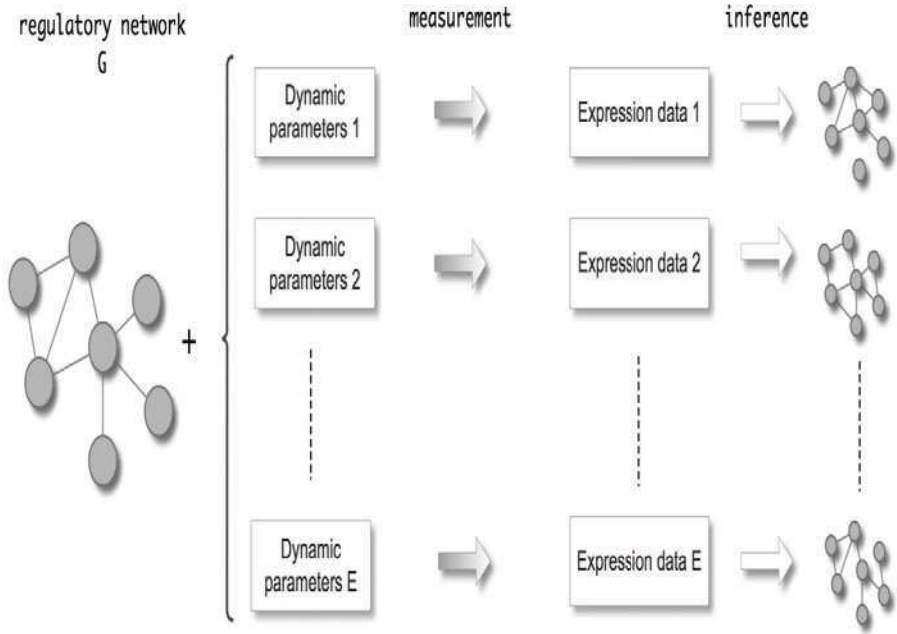 regulatory network
G
measurement
inference
Dynamic
parameters 1
Expression data 1
Dynamic
parameters 2
Expression data 2
+
Dynamic
parameters E
Expression data E